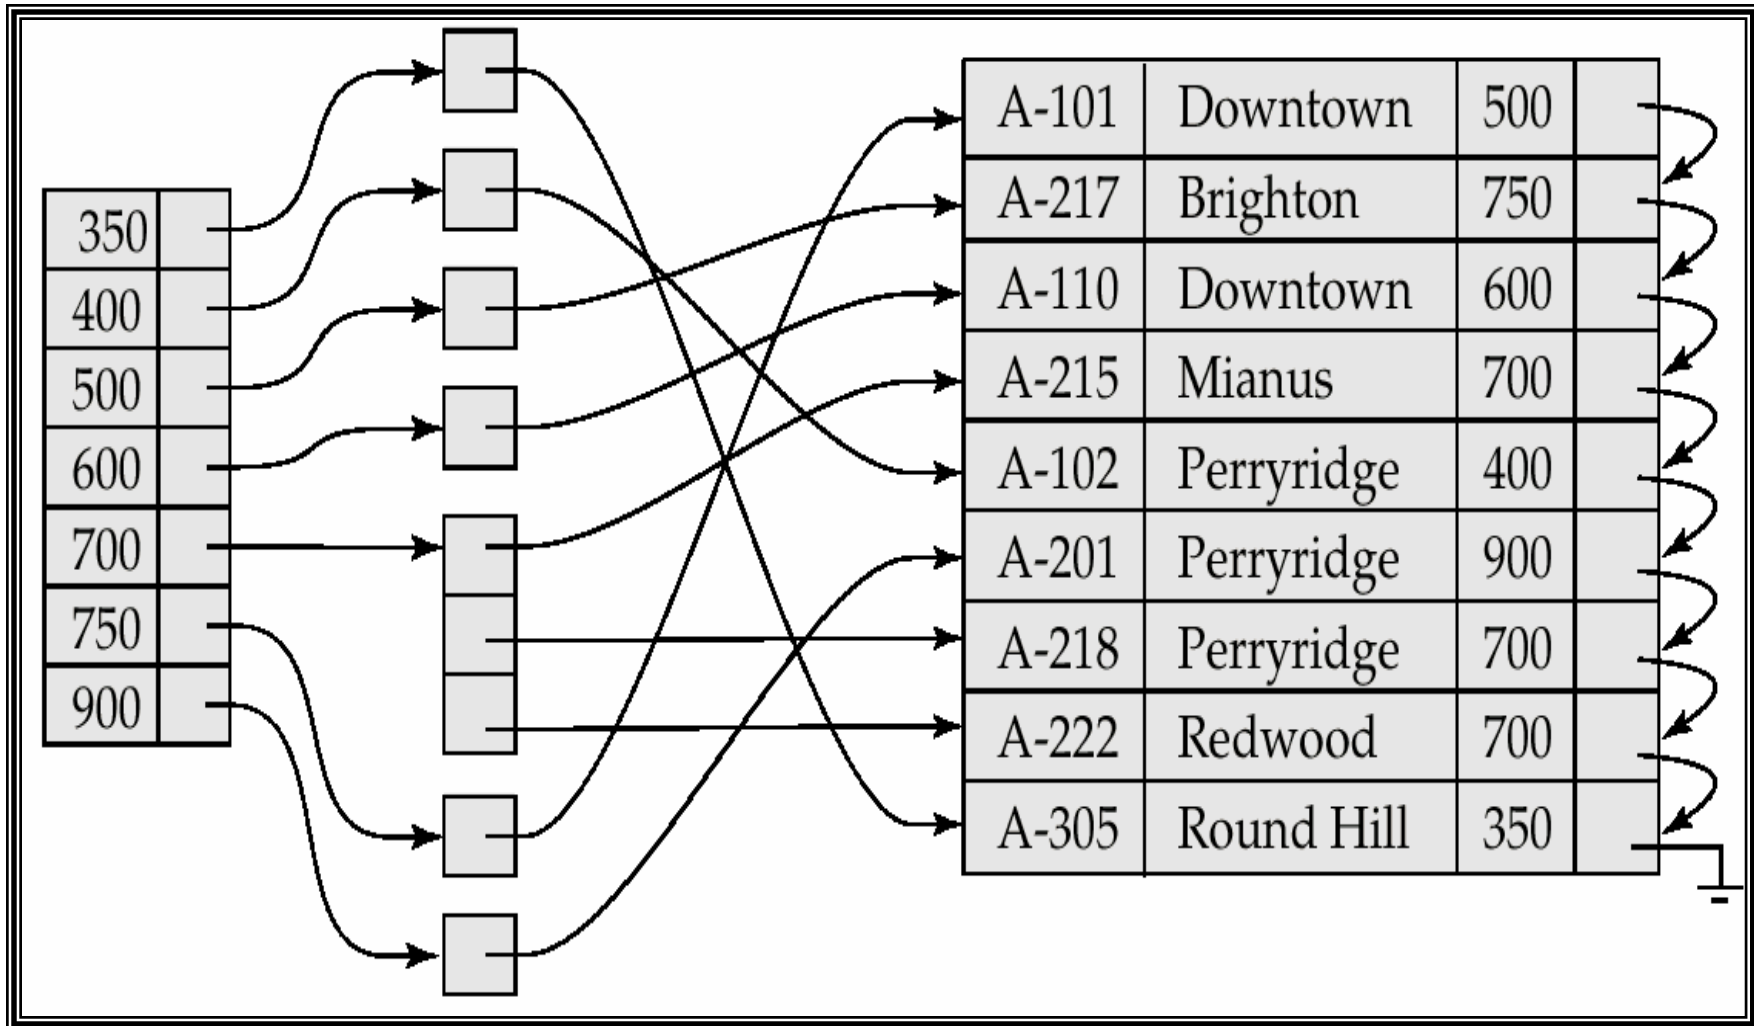 350
400
500
600
700
750
900
A-101 Downtown 500
A-217 Brighton 750
A-110 Downtown 600
A-215 Mianus 700
A-102 Perryridge 400
A-201 Perryridge 900
A-218 Perryridge 700
A-222 Redwood 700
A-305 Round Hill 350